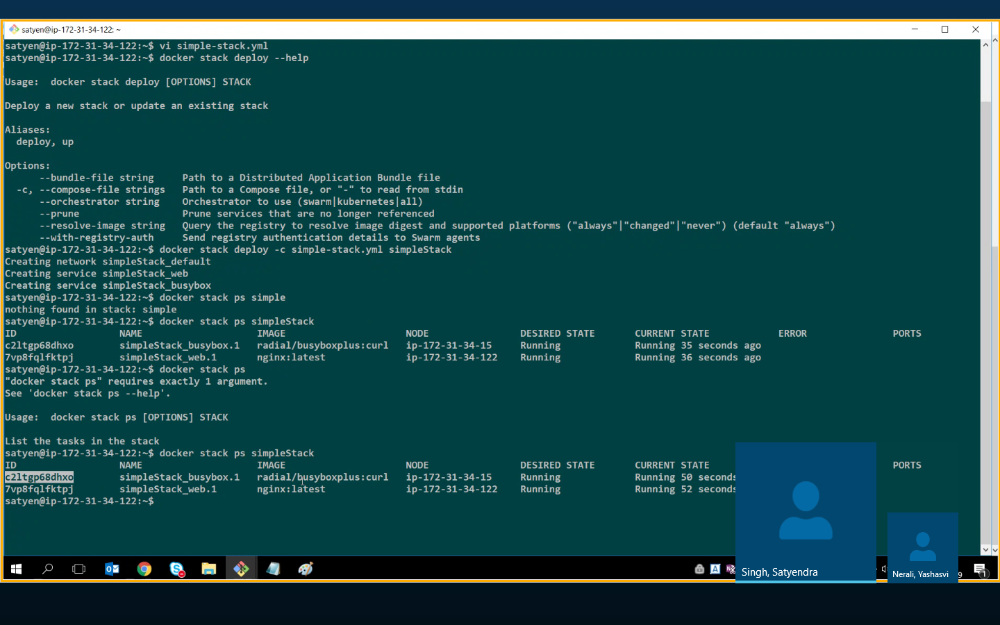 satyen@ip-172-31-34-122: ~
satyen@ip-172-31-34-122:~$ vi simple-stack.yml
satyen@ip-172-31-34-122:~$ docker stack deploy --help
Usage:  docker stack deploy [OPTIONS] STACK
Deploy a new stack or update an existing stack
Aliases:
  deploy, up
Options:
      --bundle-file string     Path to a Distributed Application Bundle file
  -c, --compose-file strings   Path to a Compose file, or "-" to read from stdin
      --orchestrator string    Orchestrator to use (swarm|kubernetes|all)
      --prune                  Prune services that are no longer referenced
      --resolve-image string   Query the registry to resolve image digest and supported platforms ("always"|"changed"|"never") (default "always")
      --with-registry-auth     Send registry authentication details to Swarm agents
satyen@ip-172-31-34-122:~$ docker stack deploy -c simple-stack.yml simpleStack
Creating network simpleStack_default
Creating service simpleStack_web
Creating service simpleStack_busybox
satyen@ip-172-31-34-122:~$ docker stack ps simple
nothing found in stack: simple
satyen@ip-172-31-34-122:~$ docker stack ps simpleStack
ID                  NAME                    IMAGE                     NODE                DESIRED STATE       CURRENT STATE            ERROR               PORTS
c2ltgp68dhxo        simpleStack_busybox.1   radial/busyboxplus:curl   ip-172-31-34-15     Running             Running 35 seconds ago
7vp8fqlfktpj        simpleStack_web.1       nginx:latest              ip-172-31-34-122    Running             Running 36 seconds ago
satyen@ip-172-31-34-122:~$ docker stack ps
"docker stack ps" requires exactly 1 argument.
See 'docker stack ps --help'.
Usage:  docker stack ps [OPTIONS] STACK
List the tasks in the stack
satyen@ip-172-31-34-122:~$ docker stack ps simpleStack
ID                  NAME                    IMAGE                     NODE                DESIRED STATE       CURRENT STATE                                PORTS
c2ltgp68dhxo        simpleStack_busybox.1   radial/busyboxplus:curl   ip-172-31-34-15     Running             Running 50 seconds
7vp8fqlfktpj        simpleStack_web.1       nginx:latest              ip-172-31-34-122    Running             Running 52 seconds
satyen@ip-172-31-34-122:~$
Singh, Satyendra
Nerali, Yashasvi
9
1